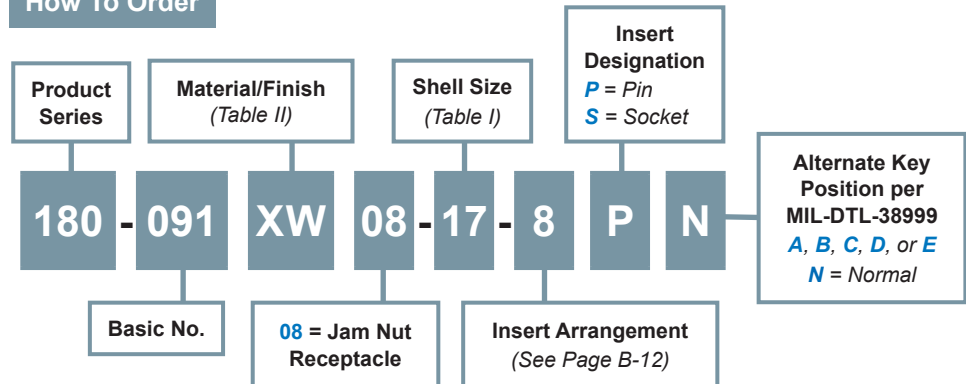 How To Order
Product
Series
Material/Finish
(Table II)
Shell Size
(Table I)
Insert
Designation
P = Pin
S = Socket
180 - 091 XW 08 - 17 - 8 P N
Alternate Key
Position per
MIL-DTL-38999
A, B, C, D, or E
N = Normal
Basic No.
08 = Jam Nut
Receptacle
Insert Arrangement
(See Page B-12)